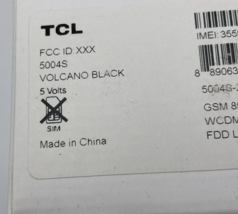 TCL
FCC ID:XXX
5004S
VOLCANO BLACK
5 Volts
SIM
Made in China
IMEI: 355
8 89063
5004S-
GSM 8
WCDM
FDD L